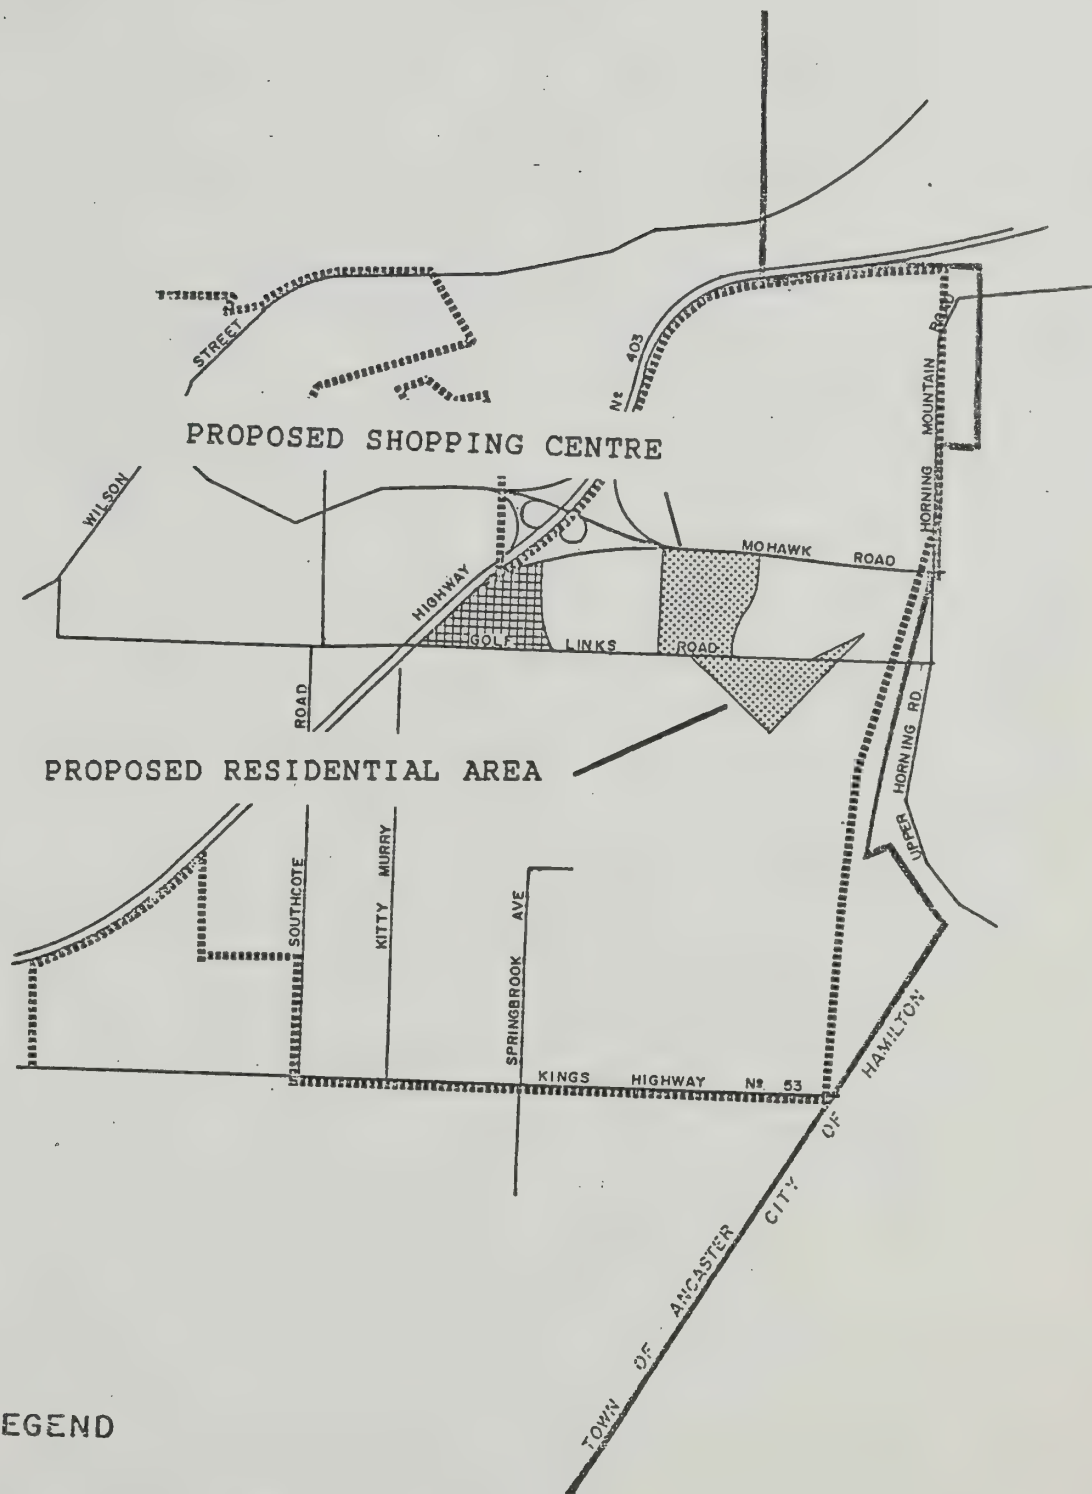 Nº 403
STREET
HORNING MOUNTAIN ROAD
PROPOSED SHOPPING CENTRE
WILSON
HIGHWAY
MOHAWK ROAD
GOLF LINKS ROAD
ROAD
UPPER HORNING RD.
PROPOSED RESIDENTIAL AREA
SOUTHCOTE
KITTY MURRY
SPRINGBROOK AVE
KINGS HIGHWAY Nº. 53
CITY OF HAMILTON
TOWN OF ANCASTER
EGEND